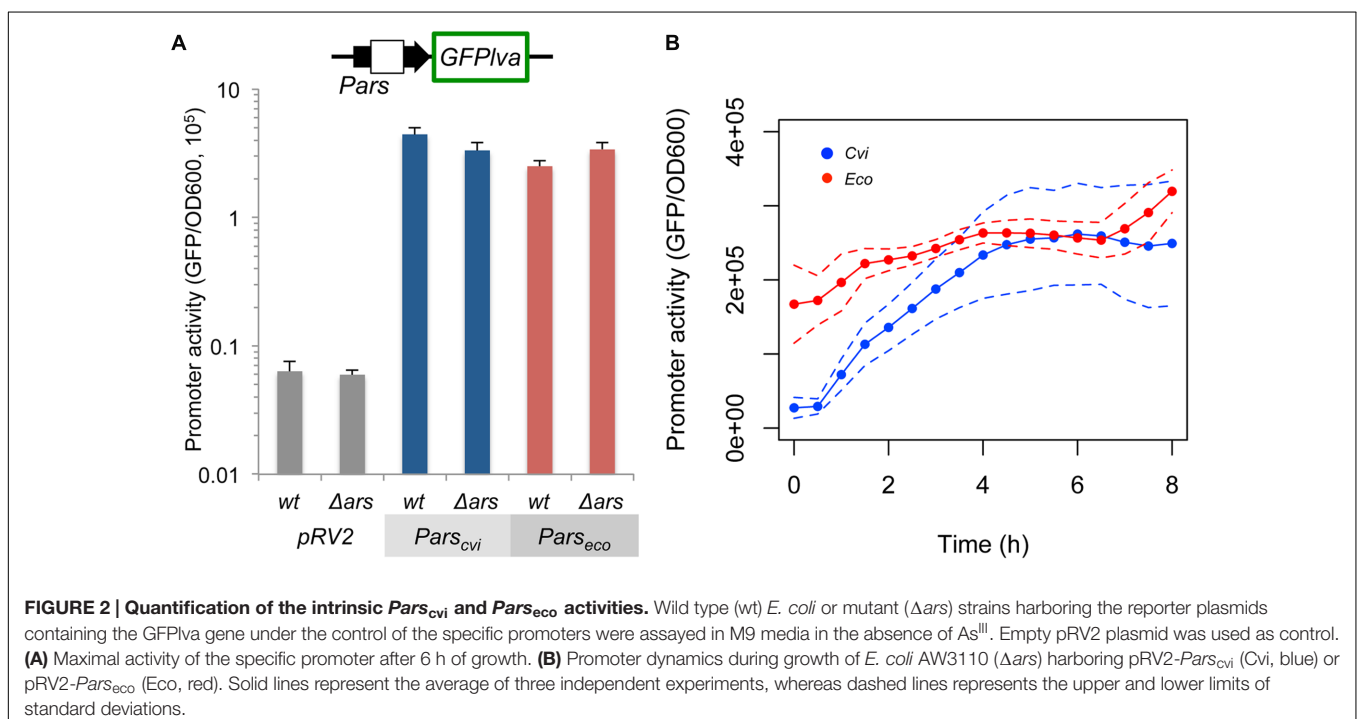 A
Pars
GFPlva
Promoter activity (GFP/OD600, 10⁵)
10
1
0.1
0.01
wt Δars wt Δars wt Δars
pRV2 Pars_cvi Pars_eco
B
Promoter activity (GFP/OD600)
4e+05
2e+05
0e+00
Cvi
Eco
0 2 4 6 8
Time (h)
FIGURE 2 | Quantification of the intrinsic Pars_cvi and Pars_eco activities. Wild type (wt) E. coli or mutant (Δars) strains harboring the reporter plasmids
containing the GFPlva gene under the control of the specific promoters were assayed in M9 media in the absence of As^III. Empty pRV2 plasmid was used as control.
(A) Maximal activity of the specific promoter after 6 h of growth. (B) Promoter dynamics during growth of E. coli AW3110 (Δars) harboring pRV2-Pars_cvi (Cvi, blue) or
pRV2-Pars_eco (Eco, red). Solid lines represent the average of three independent experiments, whereas dashed lines represents the upper and lower limits of
standard deviations.